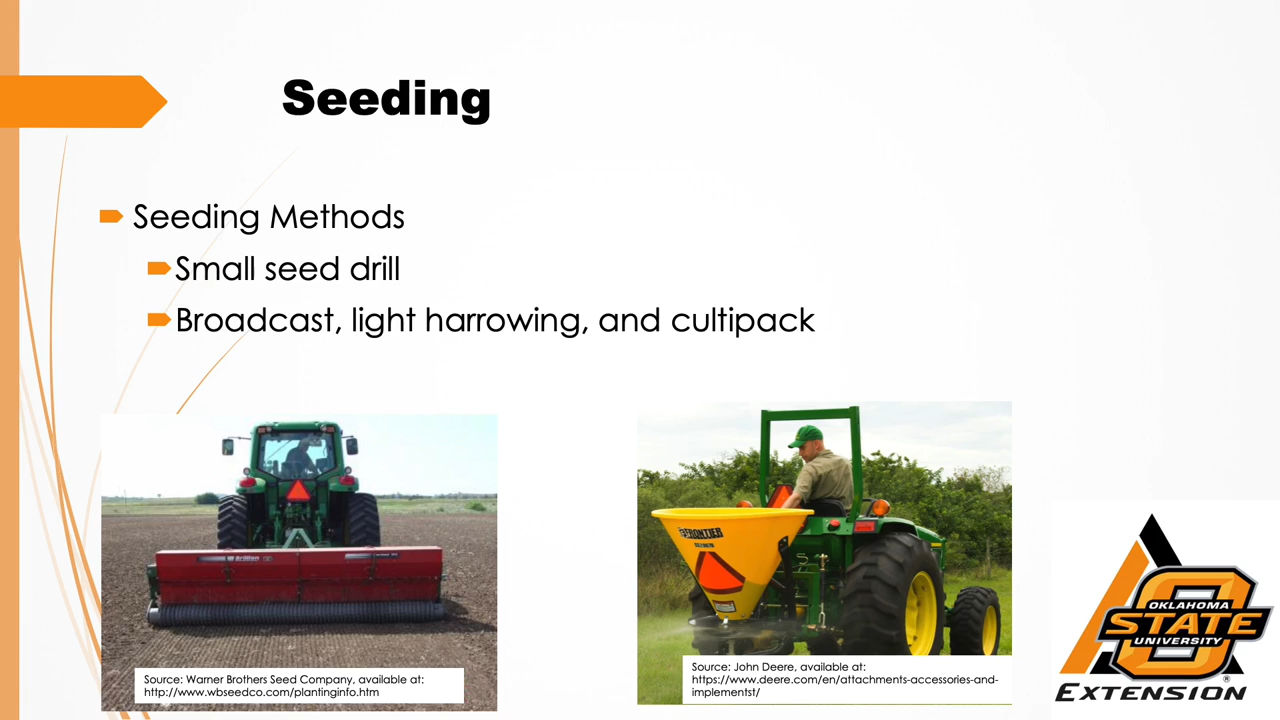 Seeding
Seeding Methods
Small seed drill
Broadcast, light harrowing, and cultipack
Brillion
FRONTIER
Source: Warner Brothers Seed Company, available at:
http://www.wbseedco.com/plantinginfo.htm
Source: John Deere, available at:
https://www.deere.com/en/attachments-accessories-and-
implementst/
OKLAHOMA
STATE
UNIVERSITY
®
EXTENSION